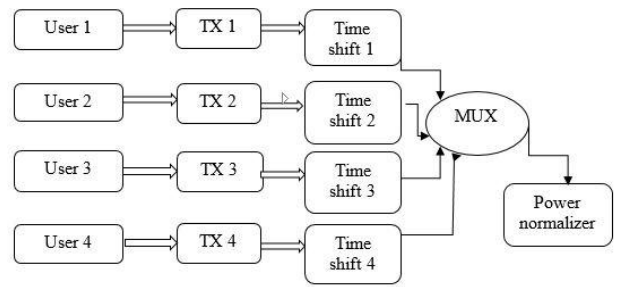 User 1
TX 1
Time
shift 1
User 2
TX 2
Time
shift 2
MUX
User 3
TX 3
Time
shift 3
Power
normalizer
User 4
TX 4
Time
shift 4